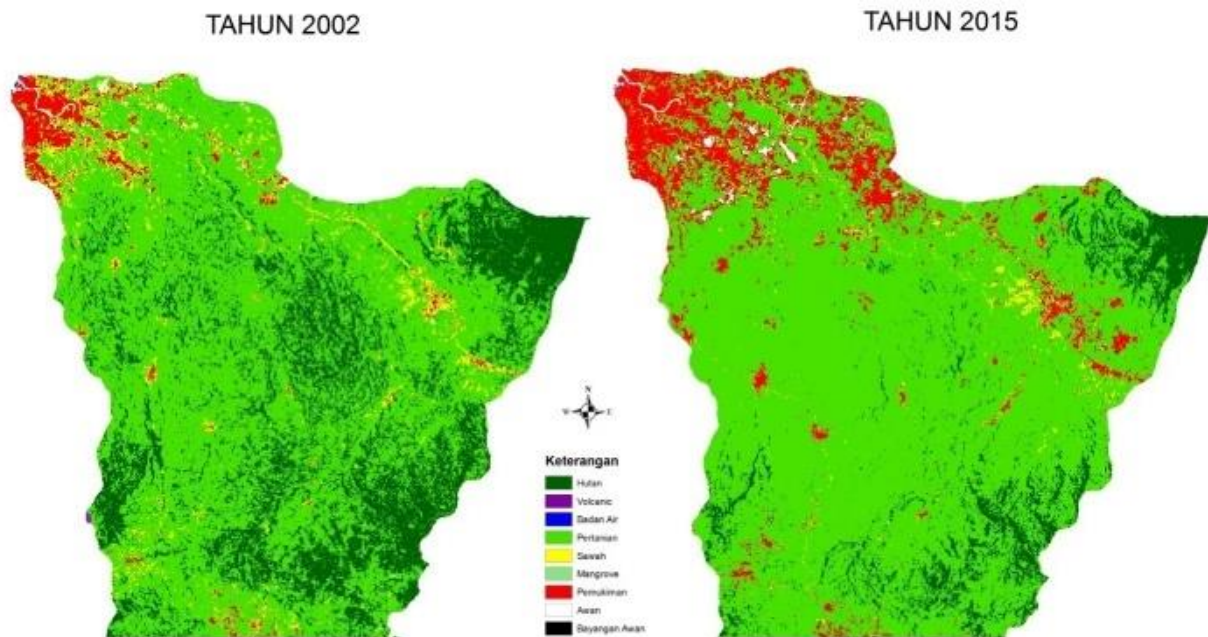 TAHUN 2002
TAHUN 2015
N
W E
Keterangan
Hutan
Volcanic
Badan Air
Pertanian
Sawah
Mangrove
Pemukiman
Awan
Bayangan Awan